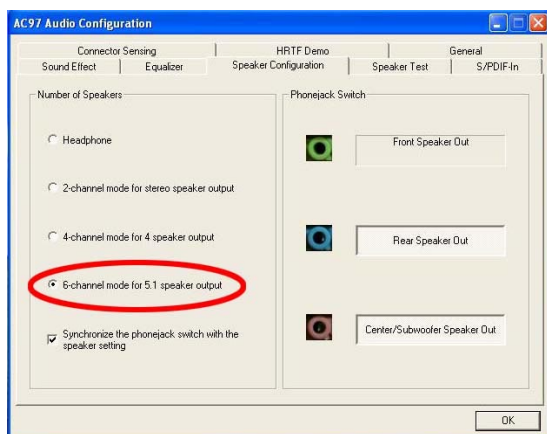 AC97 Audio Configuration
Connector Sensing
HRTF Demo
General
Sound Effect
Equalizer
Speaker Configuration
Speaker Test
S/PDIF-In
Number of Speakers
Headphone
2-channel mode for stereo speaker output
4-channel mode for 4 speaker output
6-channel mode for 5.1 speaker output
Synchronize the phonejack switch with the
speaker setting
Phonejack Switch
Front Speaker Out
Rear Speaker Out
Center/Subwoofer Speaker Out
OK